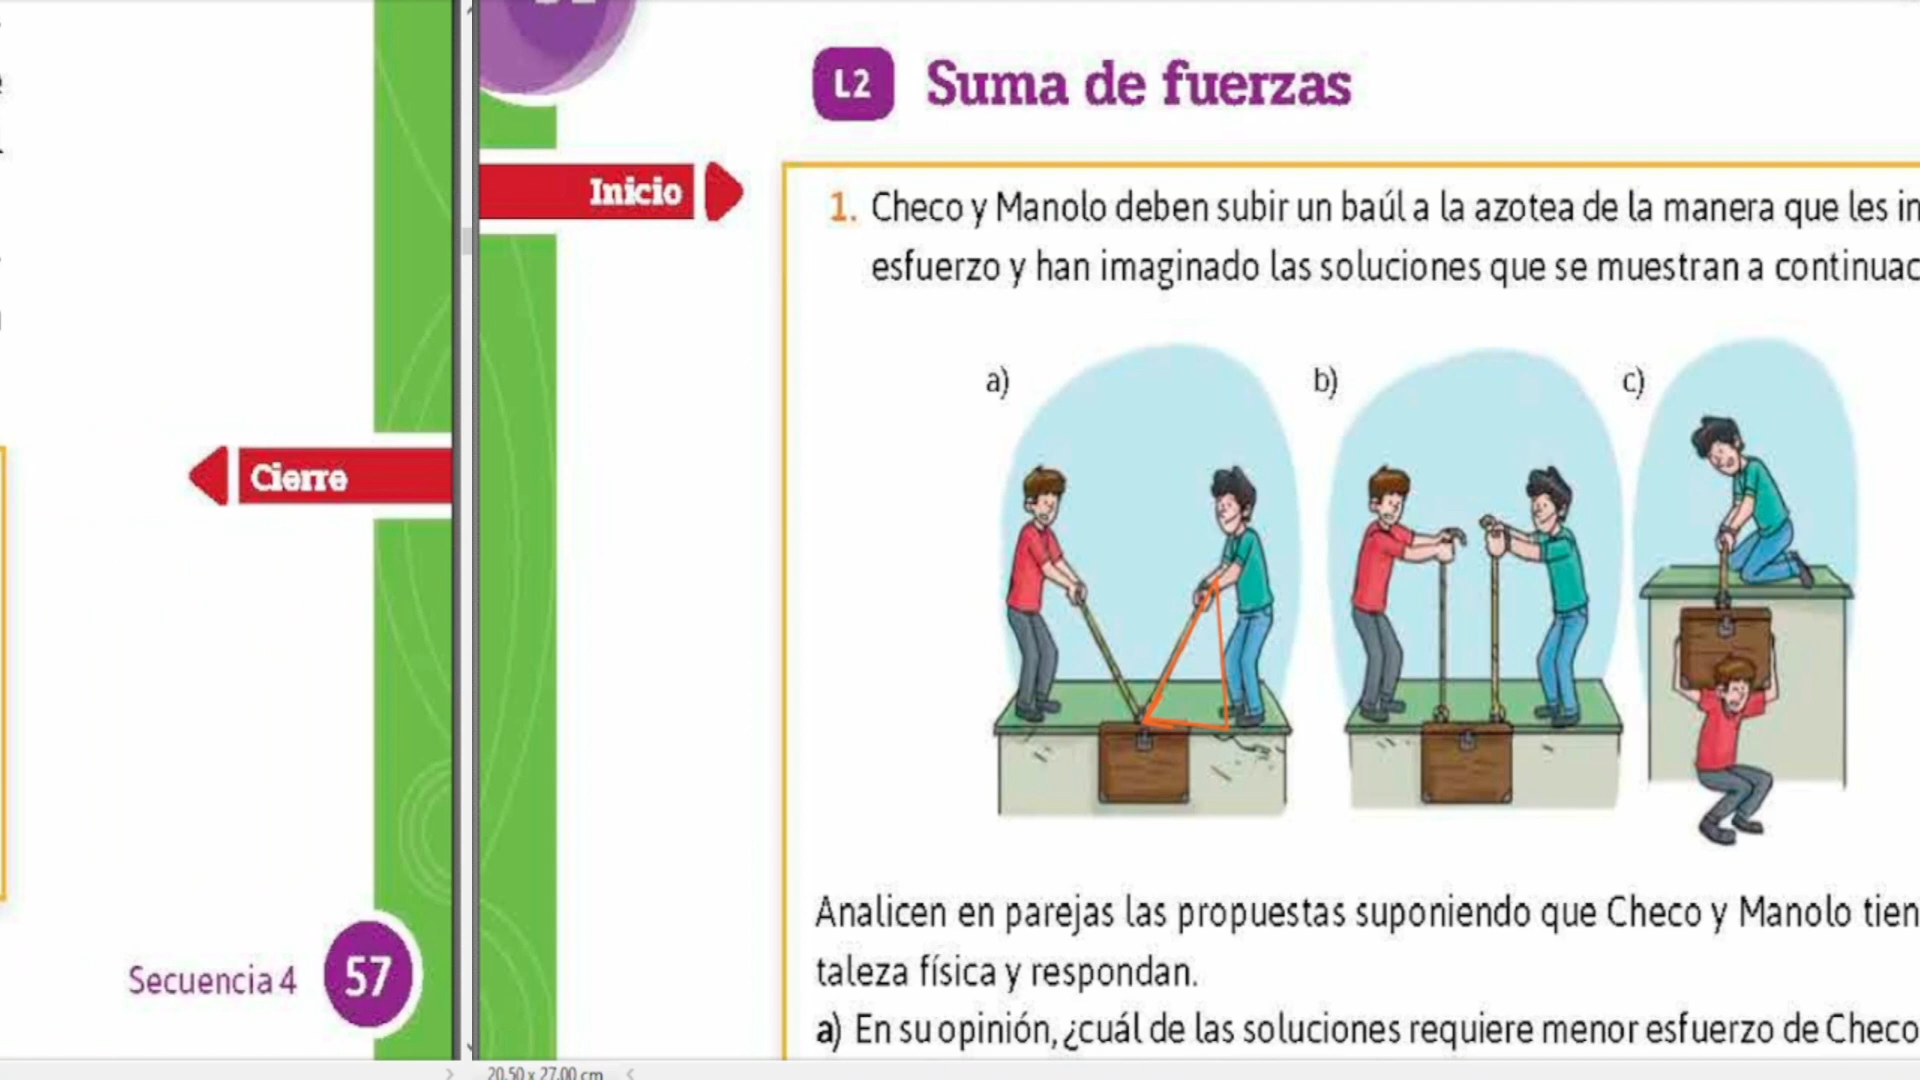 L2 Suma de fuerzas
Inicio
1. Checo y Manolo deben subir un baúl a la azotea de la manera que les
esfuerzo y han imaginado las soluciones que se muestran a
a)
b)
c)
Cierre
Analicen en parejas las propuestas suponiendo que Checo y Manolo
taleza física y respondan.
a) En su opinión, ¿cuál de las soluciones requiere menor esfuerzo de Checo
Secuencia 4 57
20.50 x 27.00 cm